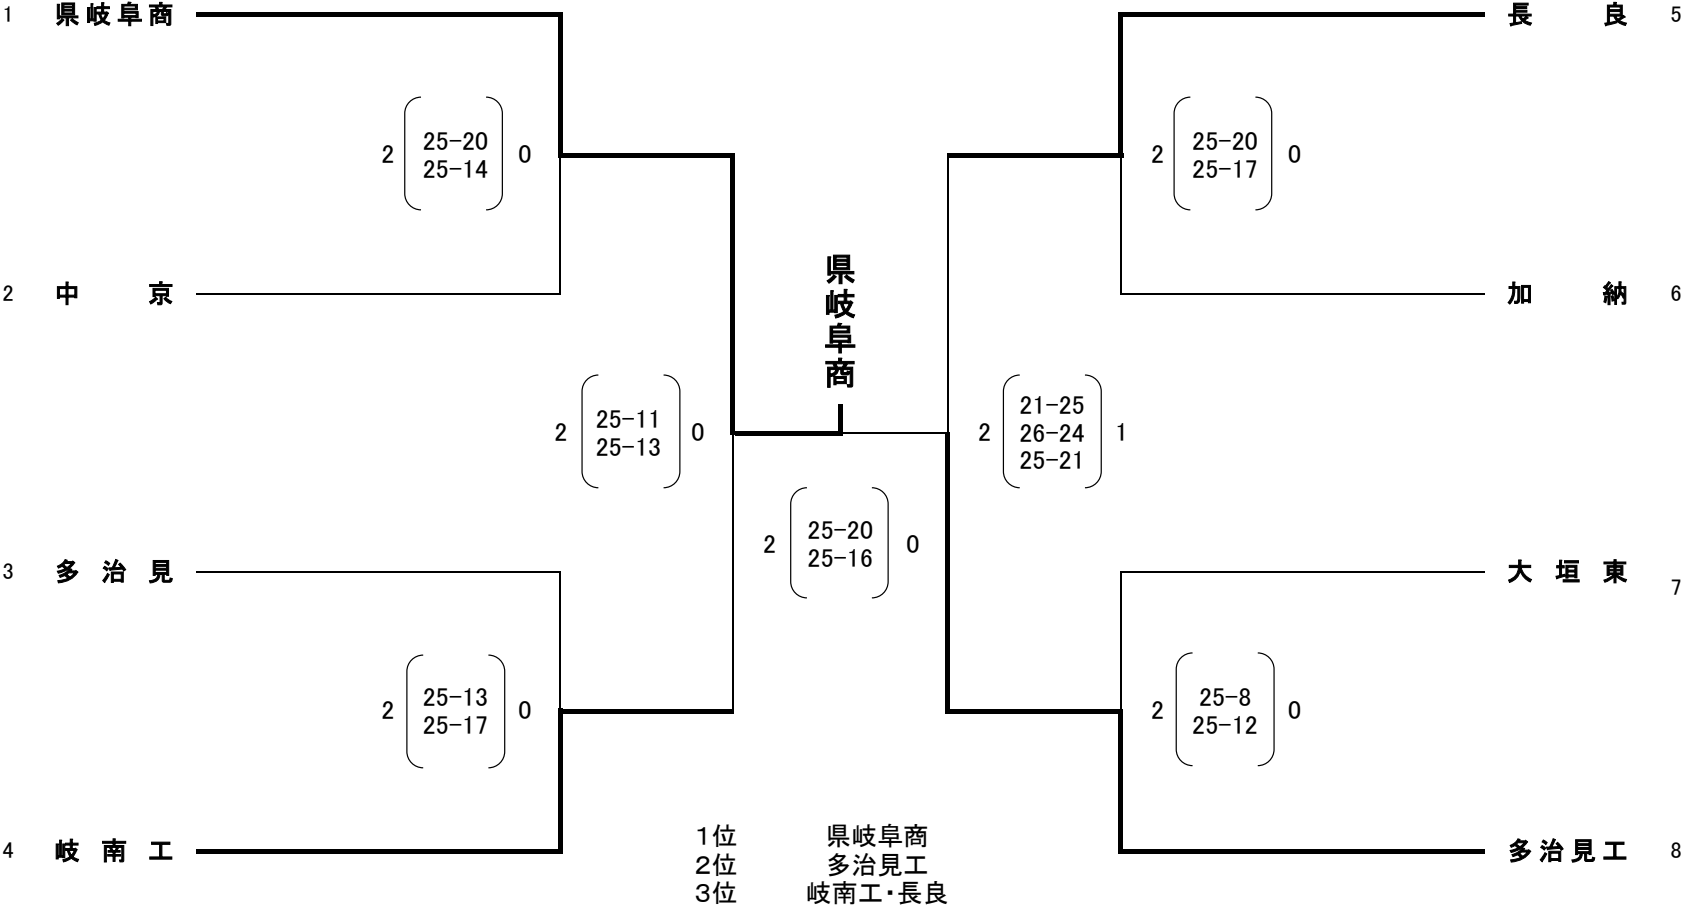 1 県岐阜商
長良 5
2 (25-20 25-14) 0
2 (25-20 25-17) 0
2 中京
加納 6
県岐阜商
2 (25-11 25-13) 0
2 (21-25 26-24 25-21) 1
2 (25-20 25-16) 0
3 多治見
大垣東 7
2 (25-13 25-17) 0
2 (25-8 25-12) 0
4 岐南工
多治見工 8
1位 県岐阜商
2位 多治見工
3位 岐南工・長良